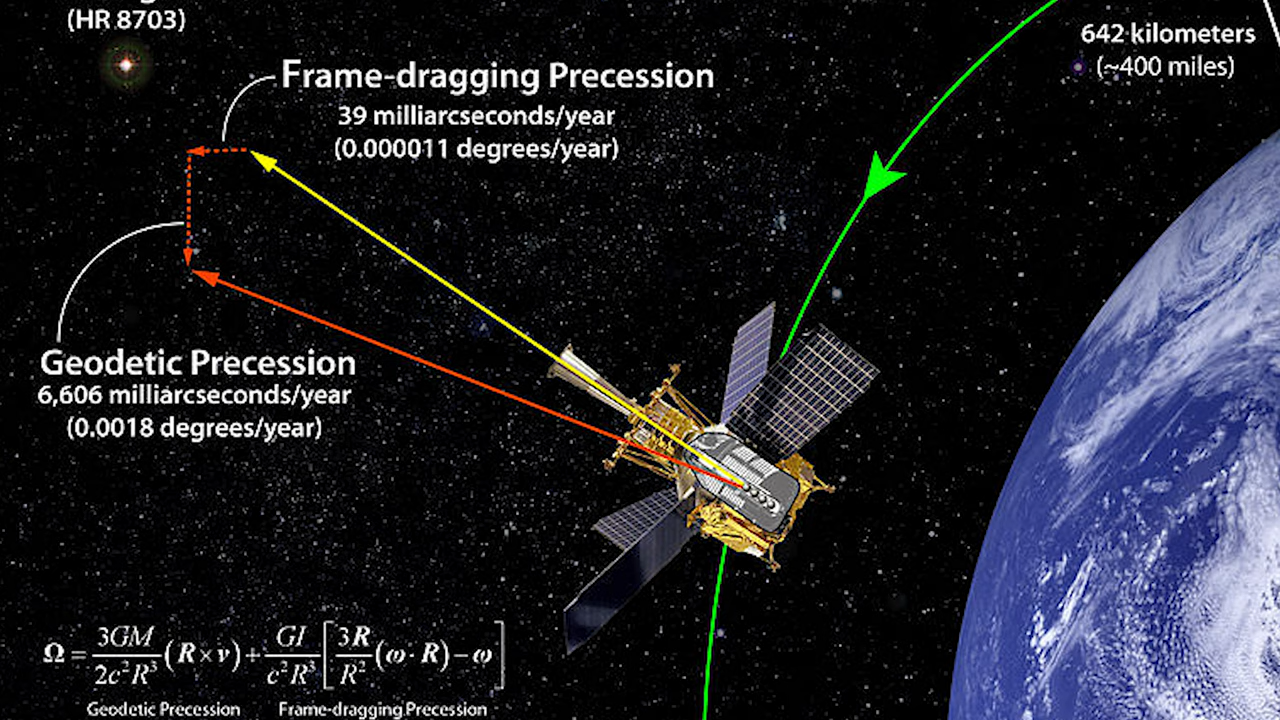 (HR 8703)
642 kilometers
(~400 miles)
Frame-dragging Precession
39 milliarcseconds/year
(0.000011 degrees/year)
Geodetic Precession
6,606 milliarcseconds/year
(0.0018 degrees/year)
Ω = 3GM/2c²R³ (R × v) + GI/c²R³ [3R/R² (ω · R) − ω]
Geodetic Precession Frame-dragging Precession